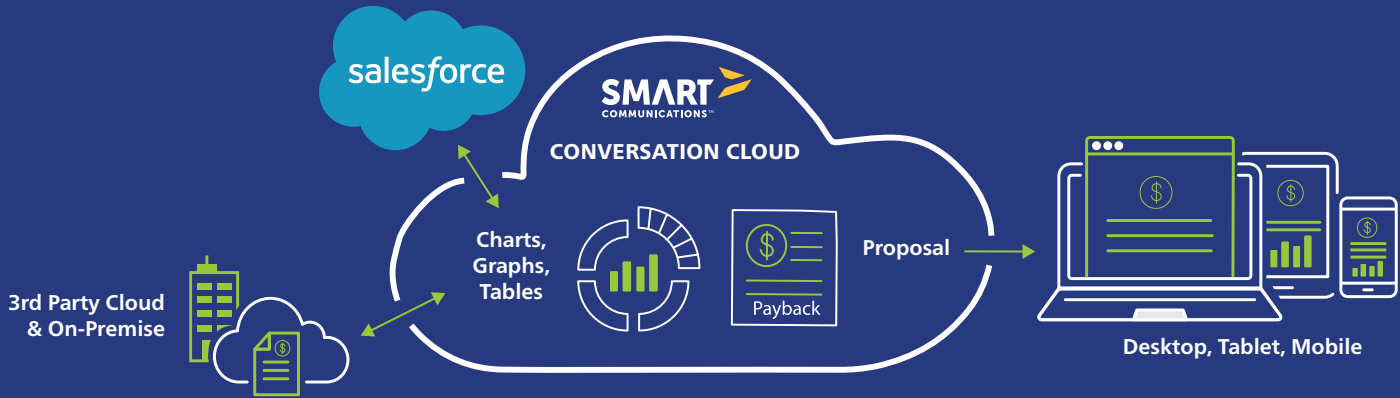 salesforce
SMART
COMMUNICATIONS™
CONVERSATION CLOUD
Charts,
Graphs,
Tables
$
Payback
Proposal
3rd Party Cloud
& On-Premise
$
$
$
$
Desktop, Tablet, Mobile